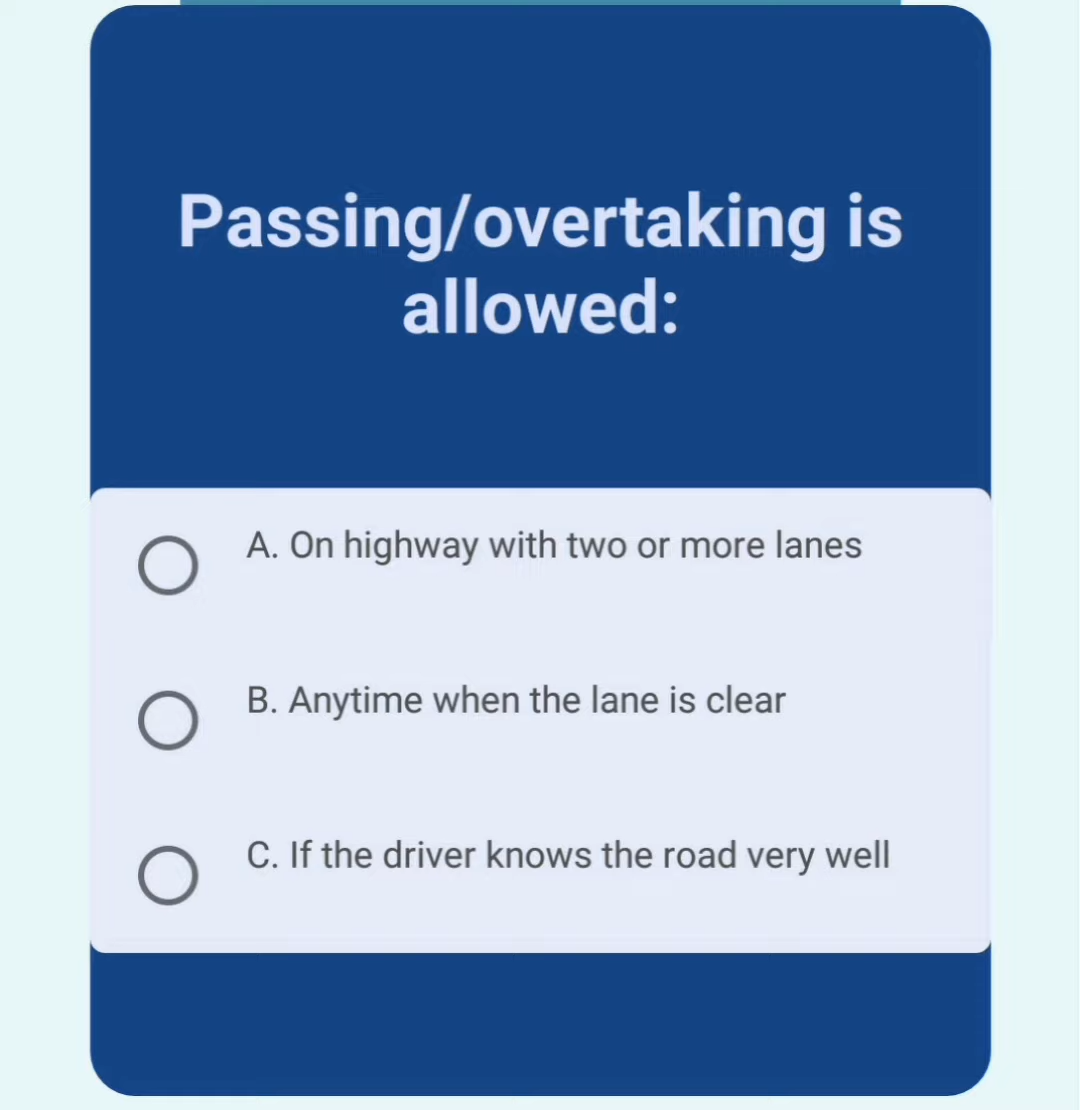 Passing/overtaking is
allowed:
A. On highway with two or more lanes
B. Anytime when the lane is clear
C. If the driver knows the road very well